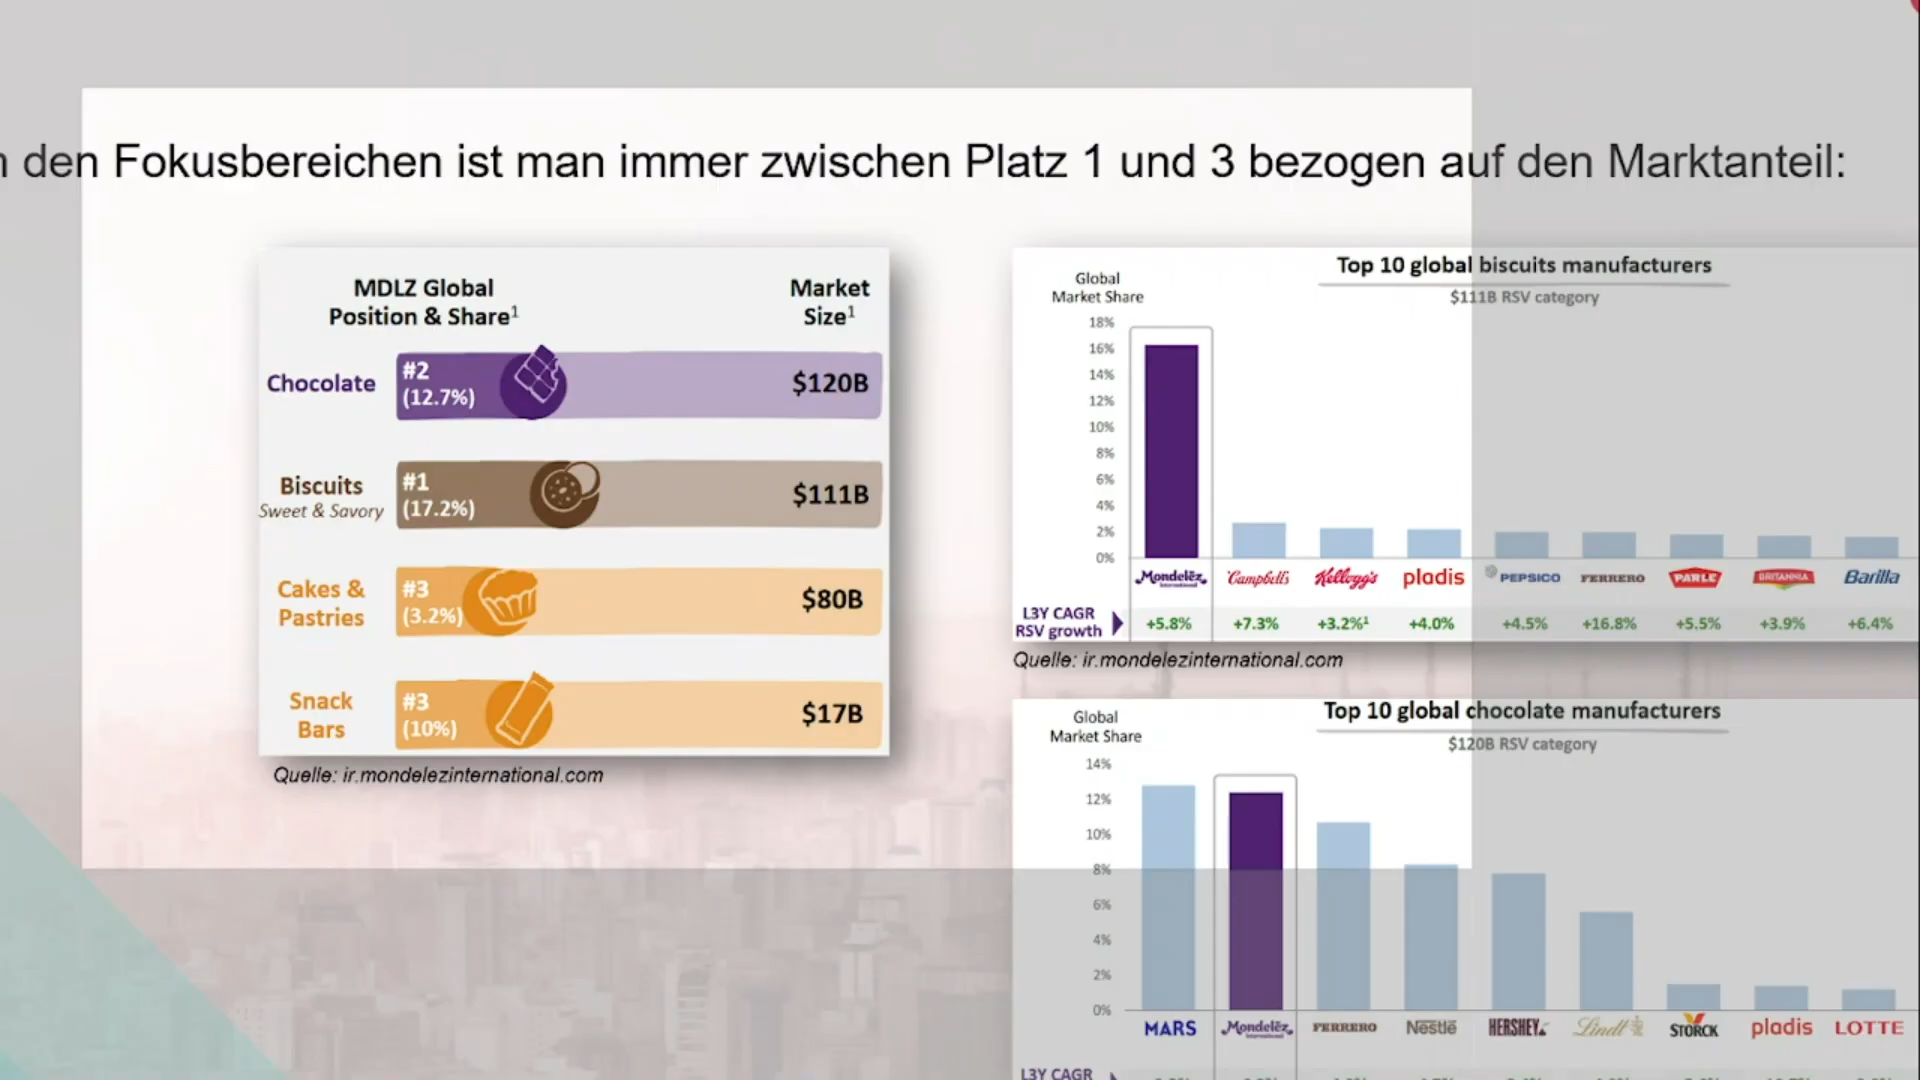 den Fokusbereichen ist man immer zwischen Platz 1 und 3 bezogen auf den Marktanteil:
MDLZ Global
Position & Share¹
Market
Size¹
Chocolate
#2
(12.7%)
$120B
Biscuits
Sweet & Savory
#1
(17.2%)
$111B
Cakes &
Pastries
#3
(3.2%)
$80B
Snack
Bars
#3
(10%)
$17B
Quelle: ir.mondelezinternational.com
Top 10 global biscuits manufacturers
$111B RSV category
Global
Market Share
18%
16%
14%
12%
10%
8%
6%
4%
2%
0%
Mondelēz International Campbell's Kellogg's pladis PEPSICO FERRERO PARLE BRITANNIA Barilla
L3Y CAGR
RSV growth
+5.8% +7.3% +3.2%¹ +4.0% +4.5% +16.8% +5.5% +3.9% +6.4%
Quelle: ir.mondelezinternational.com
Top 10 global chocolate manufacturers
$120B RSV category
Global
Market Share
14%
12%
10%
8%
6%
4%
2%
0%
MARS Mondelēz International FERRERO Nestlé HERSHEY Lindt STORCK pladis LOTTE
L3Y CAGR